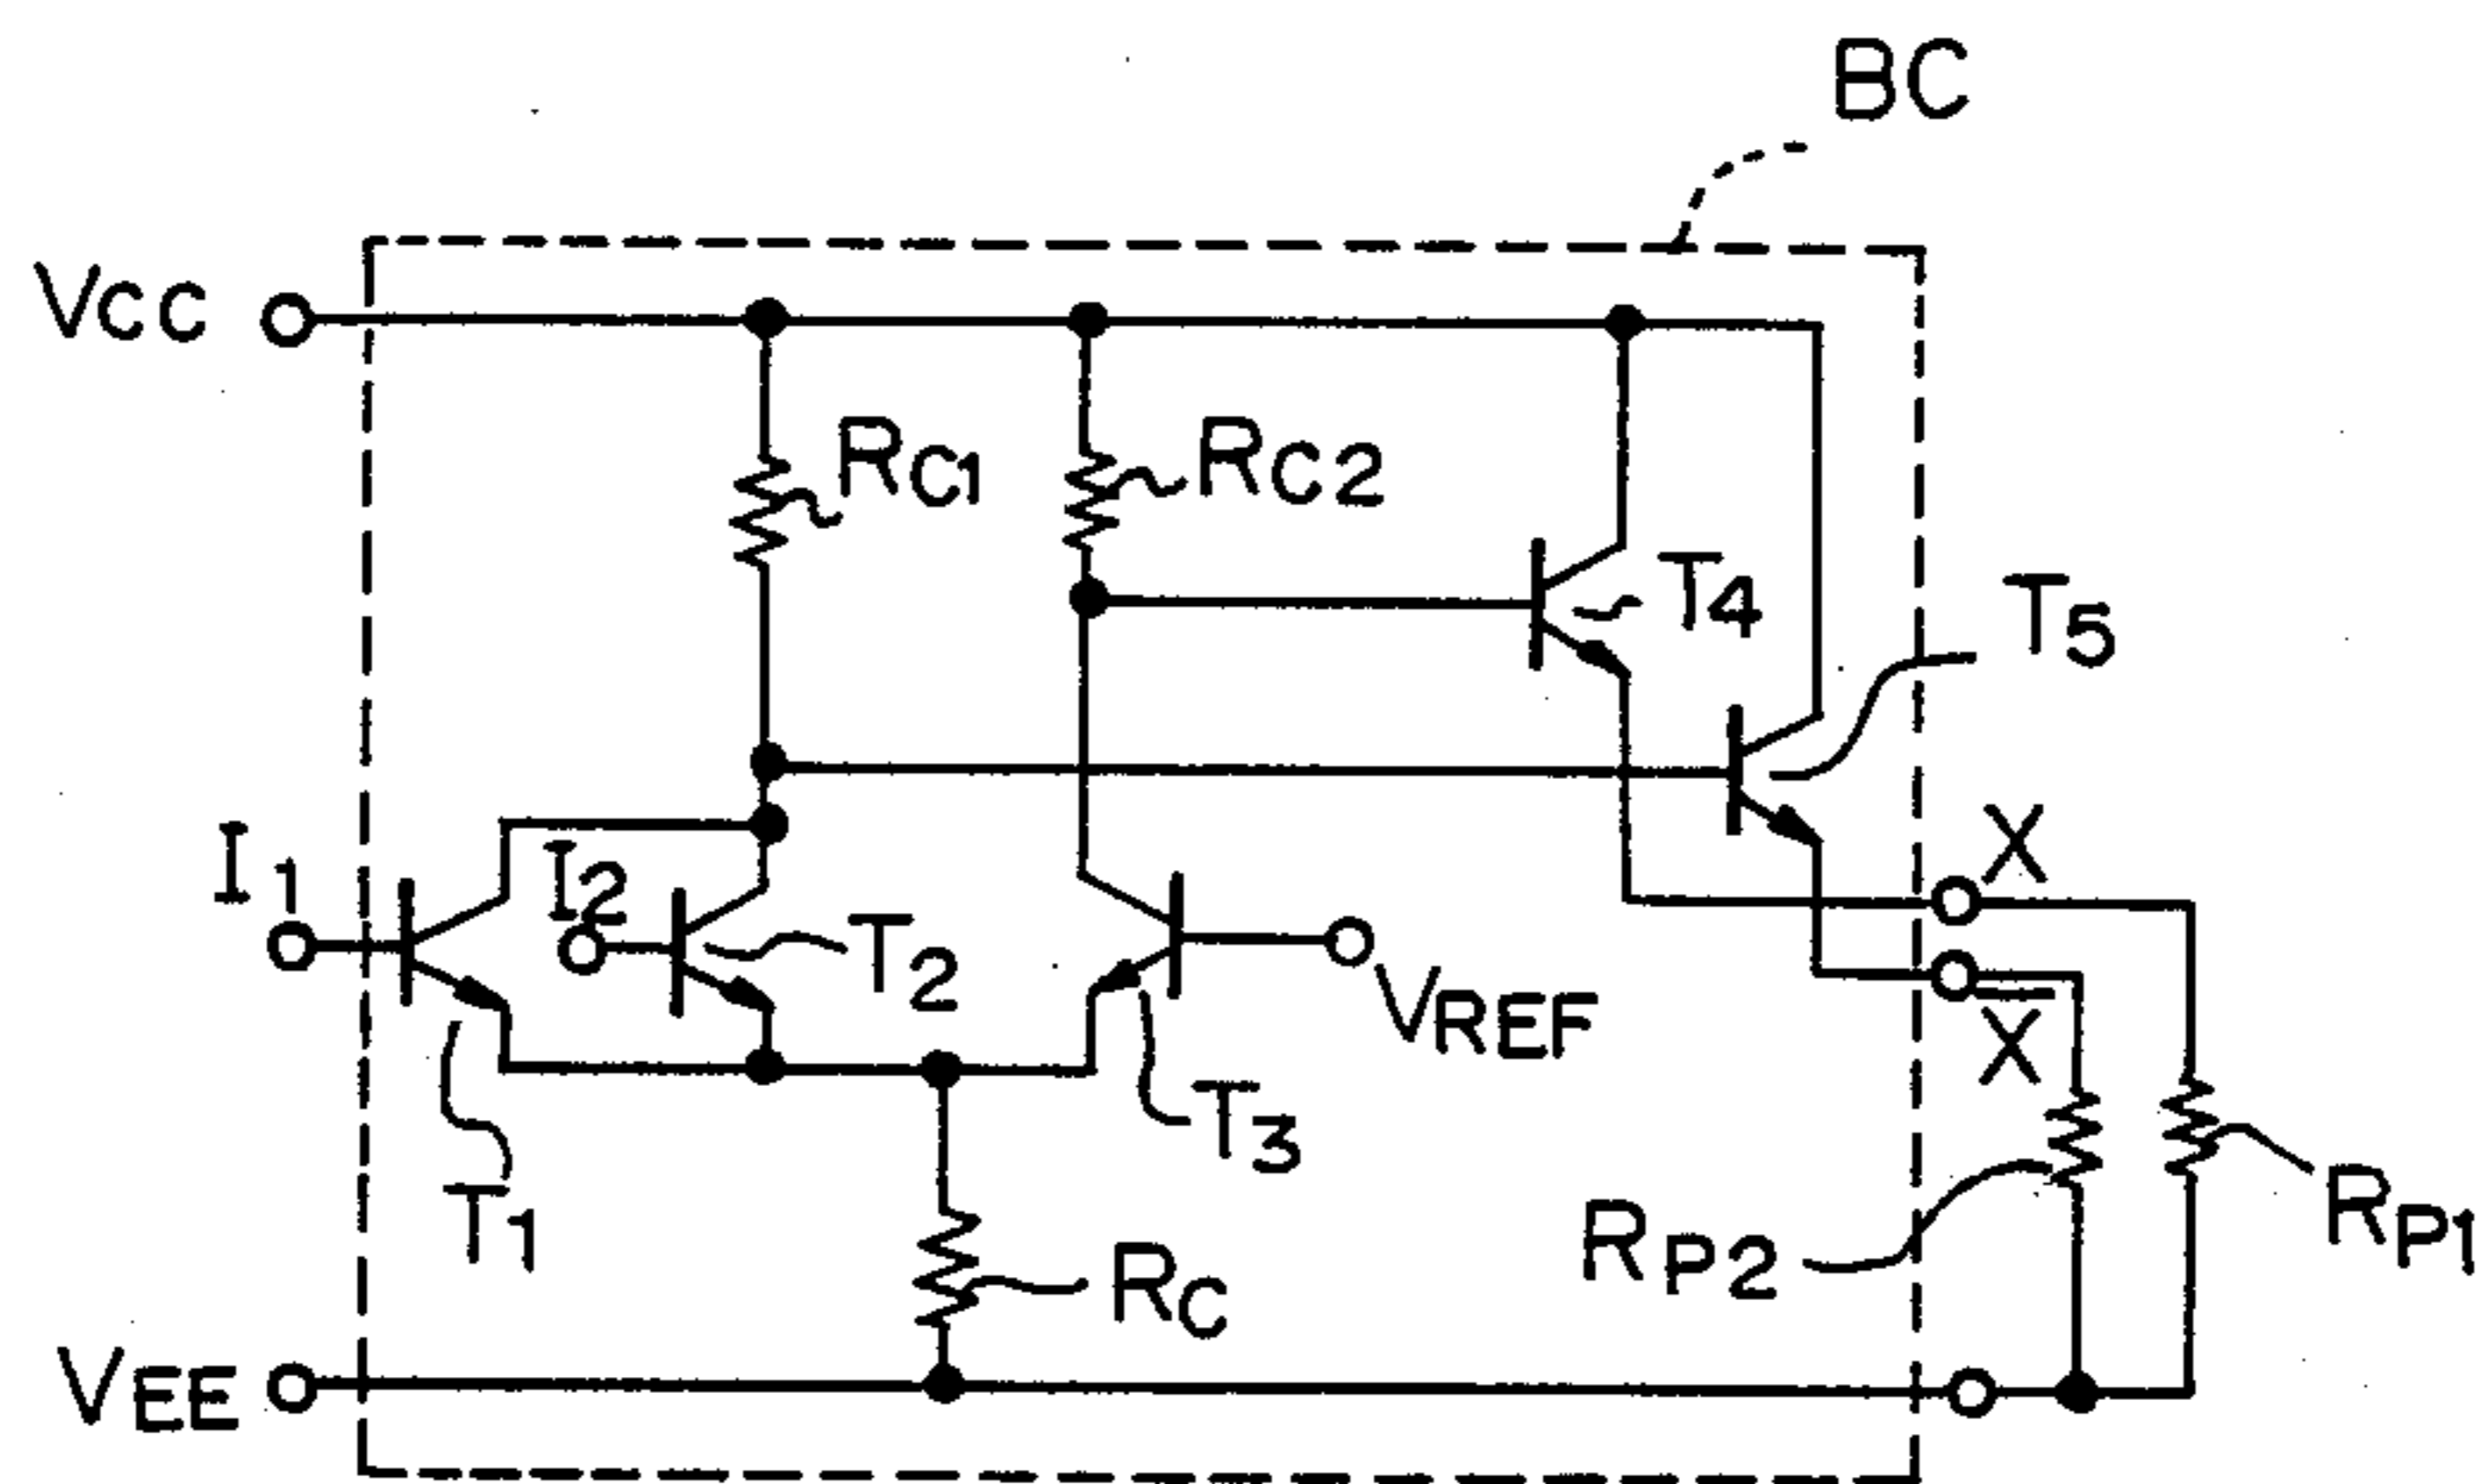 BC
VCC
RC1
RC2
T4
T5
I1
I2
T2
X
VREF
X̅
T3
T1
RP1
RP2
RC
VEE